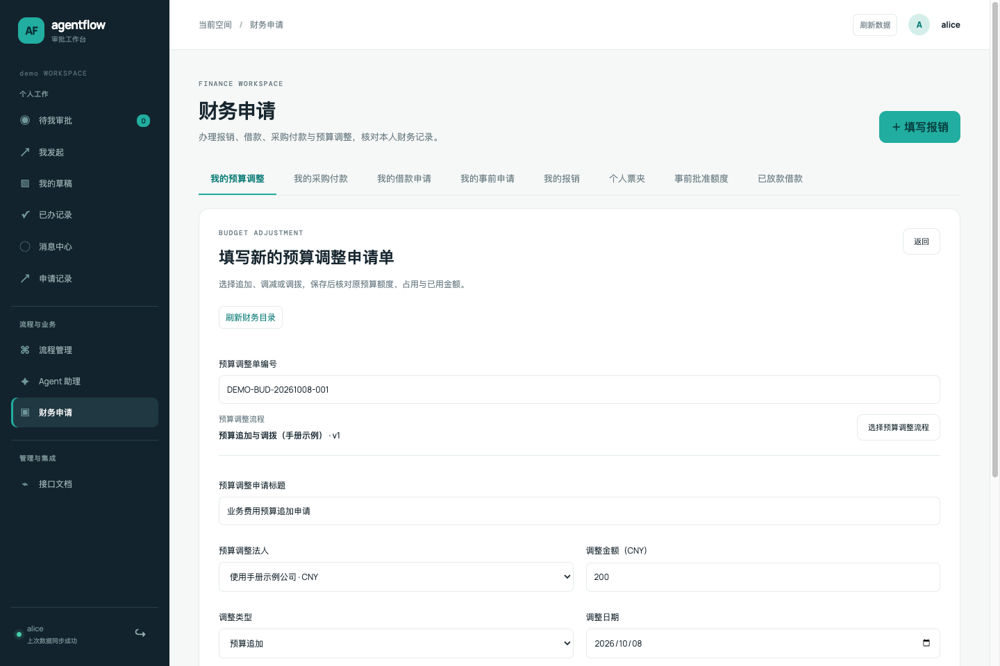 AF
agentflow
审批工作台
demo WORKSPACE
个人工作
待我审批
0
我发起
我的草稿
已办记录
消息中心
申请记录
流程与业务
流程管理
Agent 助理
财务申请
管理与集成
接口文档
alice
上次数据同步成功
当前空间 / 财务申请
刷新数据
A
alice
FINANCE WORKSPACE
财务申请
办理报销、借款、采购付款与预算调整，核对本人财务记录。
+ 填写报销
我的预算调整
我的采购付款
我的借款申请
我的事前申请
我的报销
个人票夹
事前批准额度
已放款借款
BUDGET ADJUSTMENT
填写新的预算调整申请单
返回
选择追加、调减或调拨，保存后核对原预算额度、占用与已用金额。
刷新财务目录
预算调整单编号
DEMO-BUD-20261008-001
预算调整流程
预算追加与调拨（手册示例） · v1
选择预算调整流程
预算调整申请标题
业务费用预算追加申请
预算调整法人
使用手册示例公司 · CNY
调整金额（CNY）
200
调整类型
预算追加
调整日期
2026/10/08